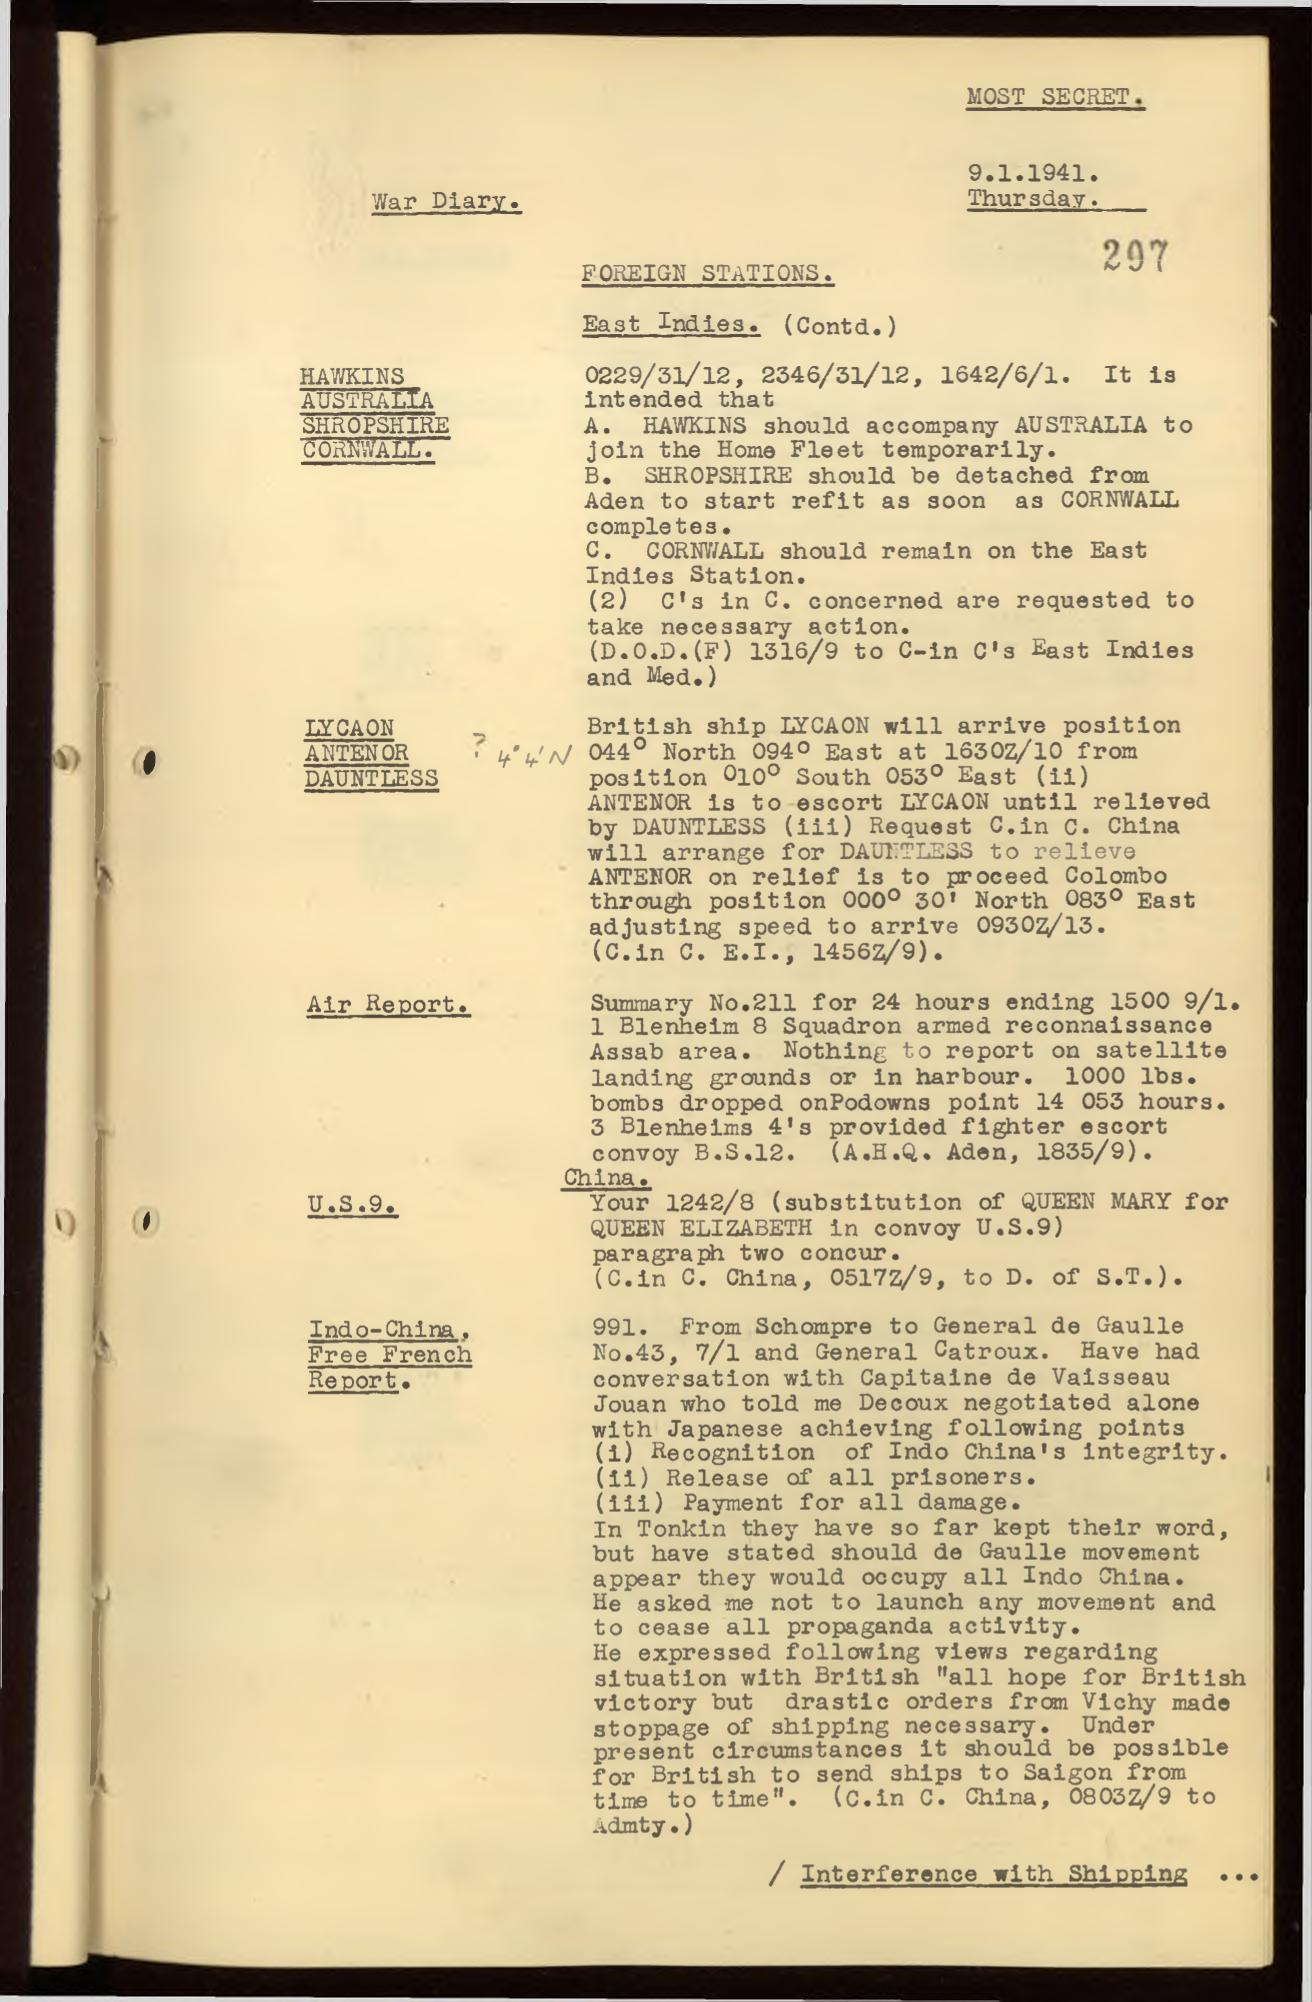 MOST SECRET.
9.1.1941.
War Diary.
Thursday.
297
FOREIGN STATIONS.
East Indies. (Contd.)
HAWKINS
AUSTRALIA
SHROPSHIRE
CORNWALL.
0229/31/12, 2346/31/12, 1642/6/1. It is
intended that
A. HAWKINS should accompany AUSTRALIA to
join the Home Fleet temporarily.
B. SHROPSHIRE should be detached from
Aden to start refit as soon as CORNWALL
completes.
C. CORNWALL should remain on the East
Indies Station.
(2) C's in C. concerned are requested to
take necessary action.
(D.O.D.(F) 1316/9 to C-in C's East Indies
and Med.)
LYCAON
ANTENOR
DAUNTLESS
? 4° 4' N
British ship LYCAON will arrive position
044° North 094° East at 1630Z/10 from
position 010° South 053° East (ii)
ANTENOR is to escort LYCAON until relieved
by DAUNTLESS (iii) Request C.in C. China
will arrange for DAUNTLESS to relieve
ANTENOR on relief is to proceed Colombo
through position 000° 30' North 083° East
adjusting speed to arrive 0930Z/13.
(C.in C. E.I., 1456Z/9).
Air Report.
Summary No.211 for 24 hours ending 1500 9/1.
1 Blenheim 8 Squadron armed reconnaissance
Assab area. Nothing to report on satellite
landing grounds or in harbour. 1000 lbs.
bombs dropped onPodowns point 14 053 hours.
3 Blenheims 4's provided fighter escort
convoy B.S.12. (A.H.Q. Aden, 1835/9).
China.
U.S.9.
Your 1242/8 (substitution of QUEEN MARY for
QUEEN ELIZABETH in convoy U.S.9)
paragraph two concur.
(C.in C. China, 0517Z/9, to D. of S.T.).
Indo-China,
Free French
Report.
991. From Schompre to General de Gaulle
No.43, 7/1 and General Catroux. Have had
conversation with Capitaine de Vaisseau
Jouan who told me Decoux negotiated alone
with Japanese achieving following points
(i) Recognition of Indo China's integrity.
(ii) Release of all prisoners.
(iii) Payment for all damage.
In Tonkin they have so far kept their word,
but have stated should de Gaulle movement
appear they would occupy all Indo China.
He asked me not to launch any movement and
to cease all propaganda activity.
He expressed following views regarding
situation with British "all hope for British
victory but drastic orders from Vichy made
stoppage of shipping necessary. Under
present circumstances it should be possible
for British to send ships to Saigon from
time to time". (C.in C. China, 0803Z/9 to
Admty.)
/ Interference with Shipping ...